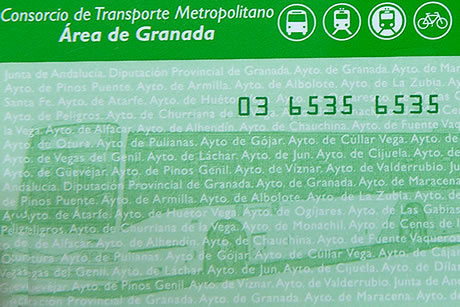 Consorcio de Transporte Metropolitano
Área de Granada
Junta de Andalucía. Diputación Provincial de Granada. Ayto. de Granada. Ayto. de Maracena.
Ayto. de Pinos Puente. Ayto. de Armilla. Ayto. de Albolote. Ayto. de La Zubia.
Santa Fe. Ayto. de Atarfe. Ayto. de Huétor
03 6535 6535
Ayto. de Churriana de
la Vega. Ayto. de Alfacar. Ayto. de Alhendín. Ayto. de Chauchina. Ayto. de Fuente
Ayto. de Otura. Ayto. de Pulianas. Ayto. de Gójar. Ayto. de Cúllar Vega. Ayto. de
Ayto. de Vegas del Genil. Ayto. de Láchar. Ayto. de Jun. Ayto. de Cijuela. Ayto. de
Ayto. de Güevéjar. Ayto. de Pinos Genil. Ayto. de Víznar. Ayto. de Valderrubio. Junta de
Andalucía. Diputación Provincial de Granada. Ayto. de Granada. Ayto. de Maracena
de Pinos Puente. Ayto. de Armilla. Ayto. de Albolote. Ayto. de La Zubia. Ayto. de
Ayto. de Atarfe. Ayto. de Huétor Vega. Ayto. de Ogíjares. Ayto. de Las Gabias
Peligros. Ayto. de Churriana de Ayto. de Monachil. Ayto. de Cenes de
de Alfacar. Ayto. de Alhendín. Ayto. de Chauchina. Ayto. de Fuente Vaqueros
Otura. Ayto. de Pulianas. Ayto. de Gójar. Ayto. de Cúllar Vega. Ayto. de Cájar
Vegas del Genil. Ayto. de Láchar. Ayto. de Jun. Ayto. de Cijuela. Ayto. de Dílar
Ayto. de Pinos Genil. Ayto. de Víznar. Ayto. de Valderrubio. Junta de Andal
Diputación Provincial de Granada. Ayto. de Granada. Ayto. de Maracena. Ayto. de